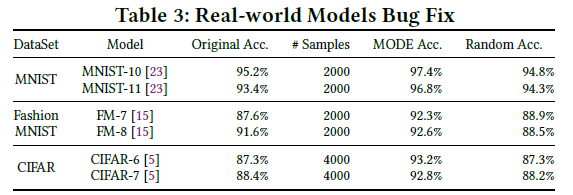 Table 3: Real-world Models Bug Fix
DataSet Model Original Acc. # Samples MODE Acc. Random Acc.
MNIST
MNIST-10 [23] 95.2% 2000 97.4% 94.8%
MNIST-11 [23] 93.4% 2000 96.8% 94.3%
Fashion FM-7 [15] 87.6% 2000 92.3% 88.9%
MNIST FM-8 [15] 91.6% 2000 92.6% 88.5%
CIFAR
CIFAR-6 [5] 87.3% 4000 93.2% 87.3%
CIFAR-7 [5] 88.4% 4000 92.8% 88.2%